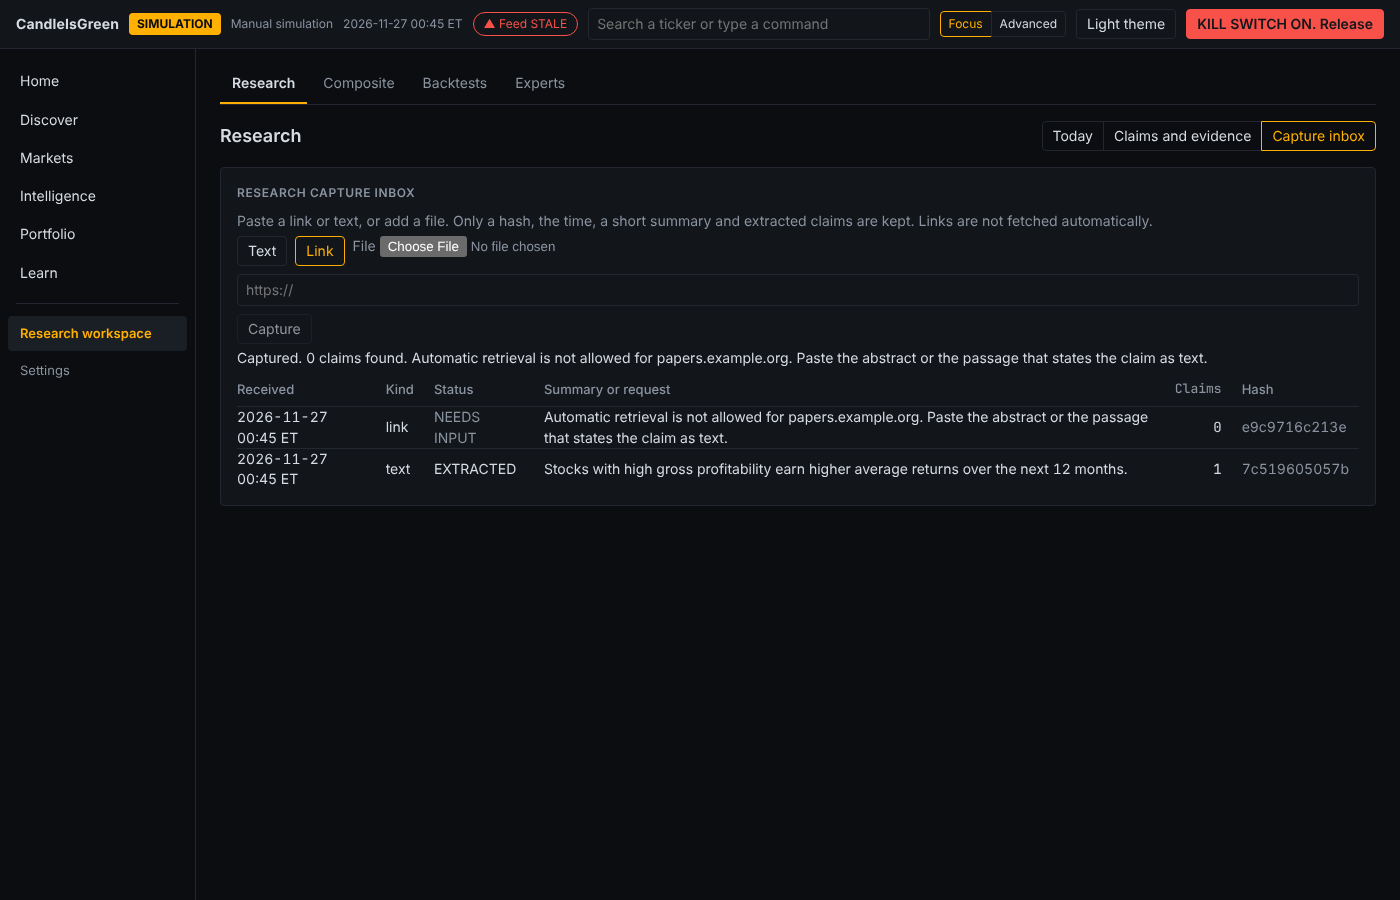 CandleIsGreen SIMULATION Manual simulation 2026-11-27 00:45 ET ▲ Feed STALE Search a ticker or type a command Focus Advanced Light theme KILL SWITCH ON. Release
Home
Discover
Markets
Intelligence
Portfolio
Learn
Research workspace
Settings
Research Composite Backtests Experts
Research Today Claims and evidence Capture inbox
RESEARCH CAPTURE INBOX
Paste a link or text, or add a file. Only a hash, the time, a short summary and extracted claims are kept. Links are not fetched automatically.
Text Link File Choose File No file chosen
https://
Capture
Captured. 0 claims found. Automatic retrieval is not allowed for papers.example.org. Paste the abstract or the passage that states the claim as text.
Received Kind Status Summary or request Claims Hash
2026-11-27 00:45 ET link NEEDS INPUT Automatic retrieval is not allowed for papers.example.org. Paste the abstract or the passage that states the claim as text. 0 e9c9716c213e
2026-11-27 00:45 ET text EXTRACTED Stocks with high gross profitability earn higher average returns over the next 12 months. 1 7c519605057b